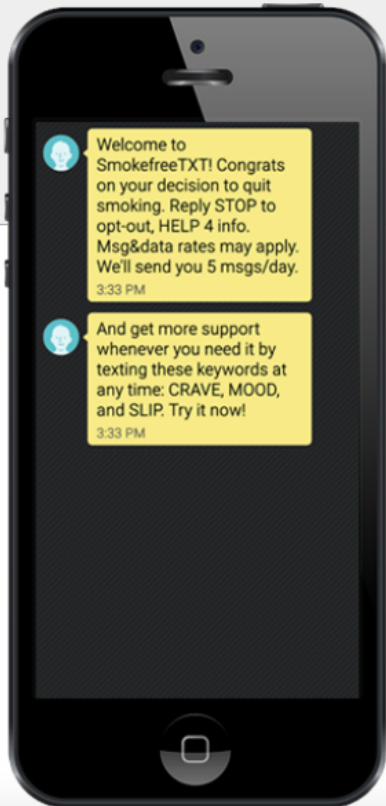 Welcome to
SmokefreeTXT! Congrats
on your decision to quit
smoking. Reply STOP to
opt-out, HELP 4 info.
Msg&data rates may apply.
We'll send you 5 msgs/day.
3:33 PM
And get more support
whenever you need it by
texting these keywords at
any time: CRAVE, MOOD,
and SLIP. Try it now!
3:33 PM